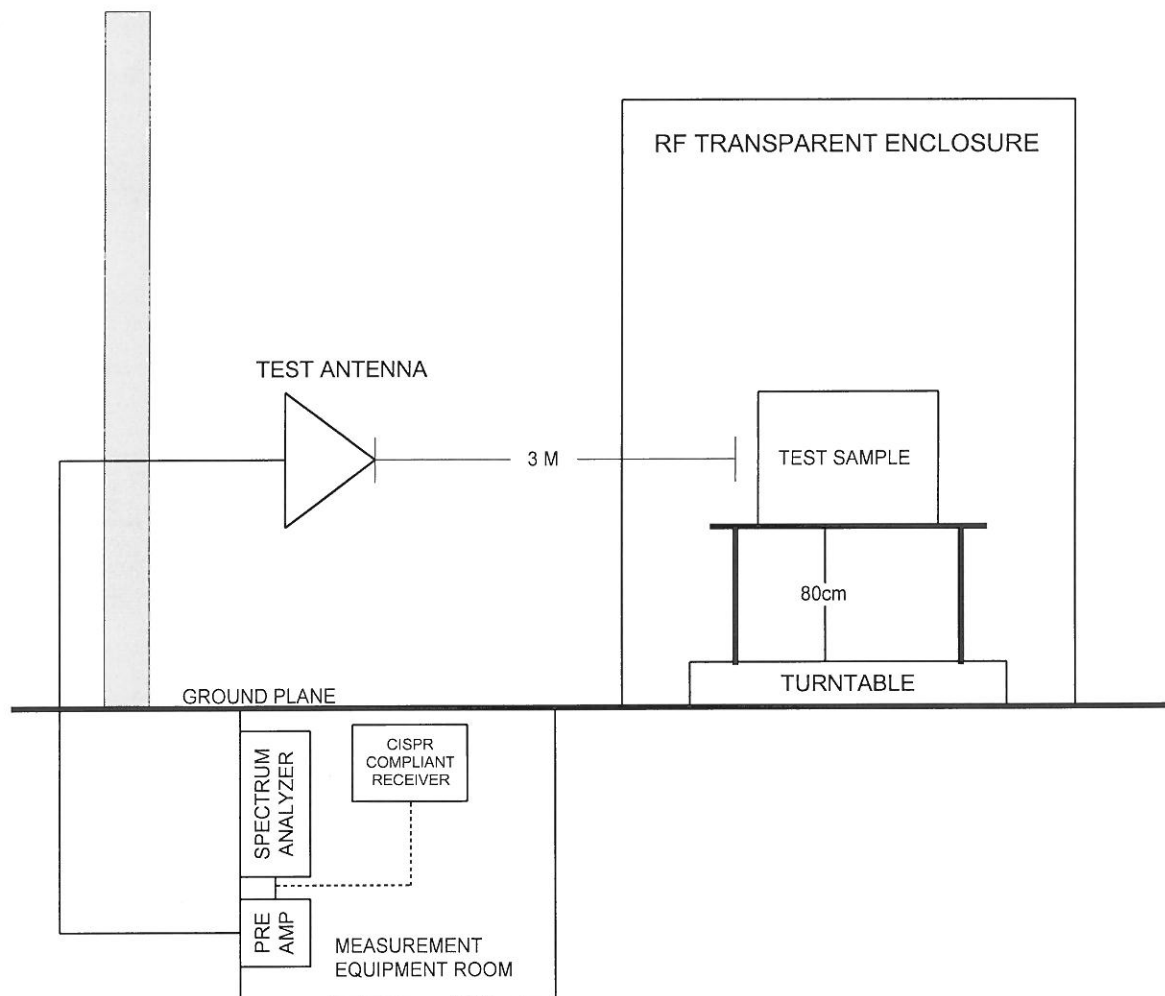 RF TRANSPARENT ENCLOSURE
TEST ANTENNA
3 M
TEST SAMPLE
80cm
TURNTABLE
GROUND PLANE
SPECTRUM
ANALYZER
CISPR
COMPLIANT
RECEIVER
PRE
AMP
MEASUREMENT
EQUIPMENT ROOM